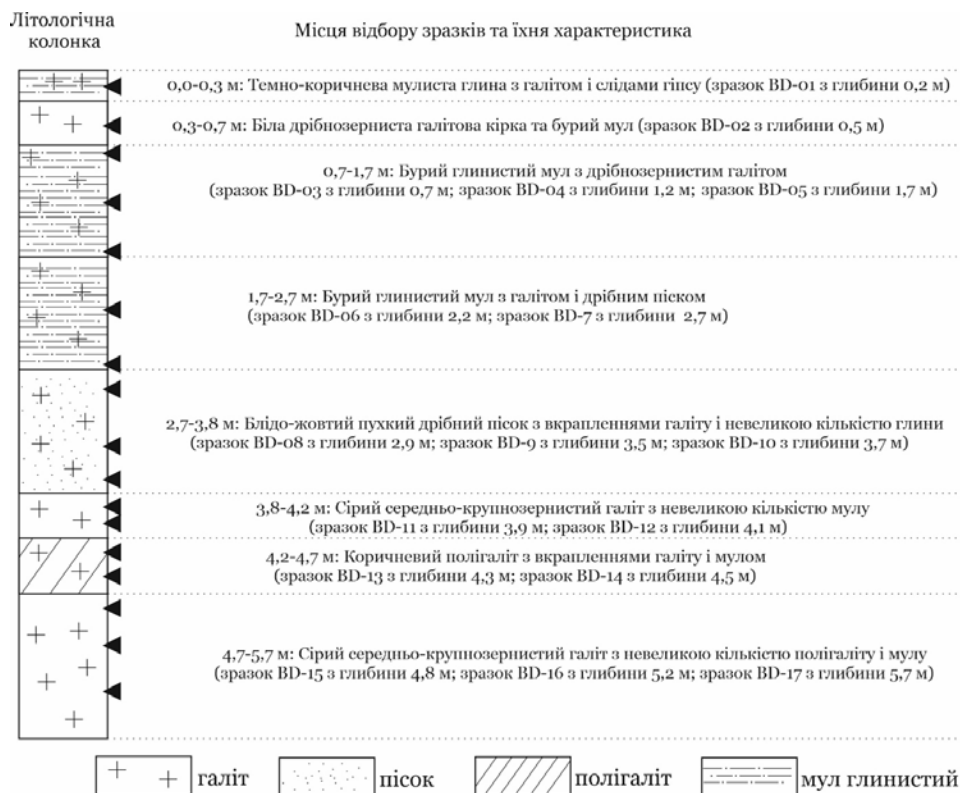 Літологічна
колонка
Місця відбору зразків та їхня характеристика
0,0-0,3 м: Темно-коричнева мулиста глина з галітом і слідами гіпсу (зразок BD-01 з глибини 0,2 м)
0,3-0,7 м: Біла дрібнозерниста галітова кірка та бурий мул (зразок BD-02 з глибини 0,5 м)
0,7-1,7 м: Бурий глинистий мул з дрібнозернистим галітом
(зразок BD-03 з глибини 0,7 м; зразок BD-04 з глибини 1,2 м; зразок BD-05 з глибини 1,7 м)
1,7-2,7 м: Бурий глинистий мул з галітом і дрібним піском
(зразок BD-06 з глибини 2,2 м; зразок BD-7 з глибини 2,7 м)
2,7-3,8 м: Блідо-жовтий пухкий дрібний пісок з вкрапленнями галіту і невеликою кількістю глини
(зразок BD-08 з глибини 2,9 м; зразок BD-9 з глибини 3,5 м; зразок BD-10 з глибини 3,7 м)
3,8-4,2 м: Сірий середньо-крупнозернистий галіт з невеликою кількістю мулу
(зразок BD-11 з глибини 3,9 м; зразок BD-12 з глибини 4,1 м)
4,2-4,7 м: Коричневий полігаліт з вкрапленнями галіту і мулом
(зразок BD-13 з глибини 4,3 м; зразок BD-14 з глибини 4,5 м)
4,7-5,7 м: Сірий середньо-крупнозернистий галіт з невеликою кількістю полігаліту і мулу
(зразок BD-15 з глибини 4,8 м; зразок BD-16 з глибини 5,2 м; зразок BD-17 з глибини 5,7 м)
галіт
пісок
полігаліт
мул глинистий